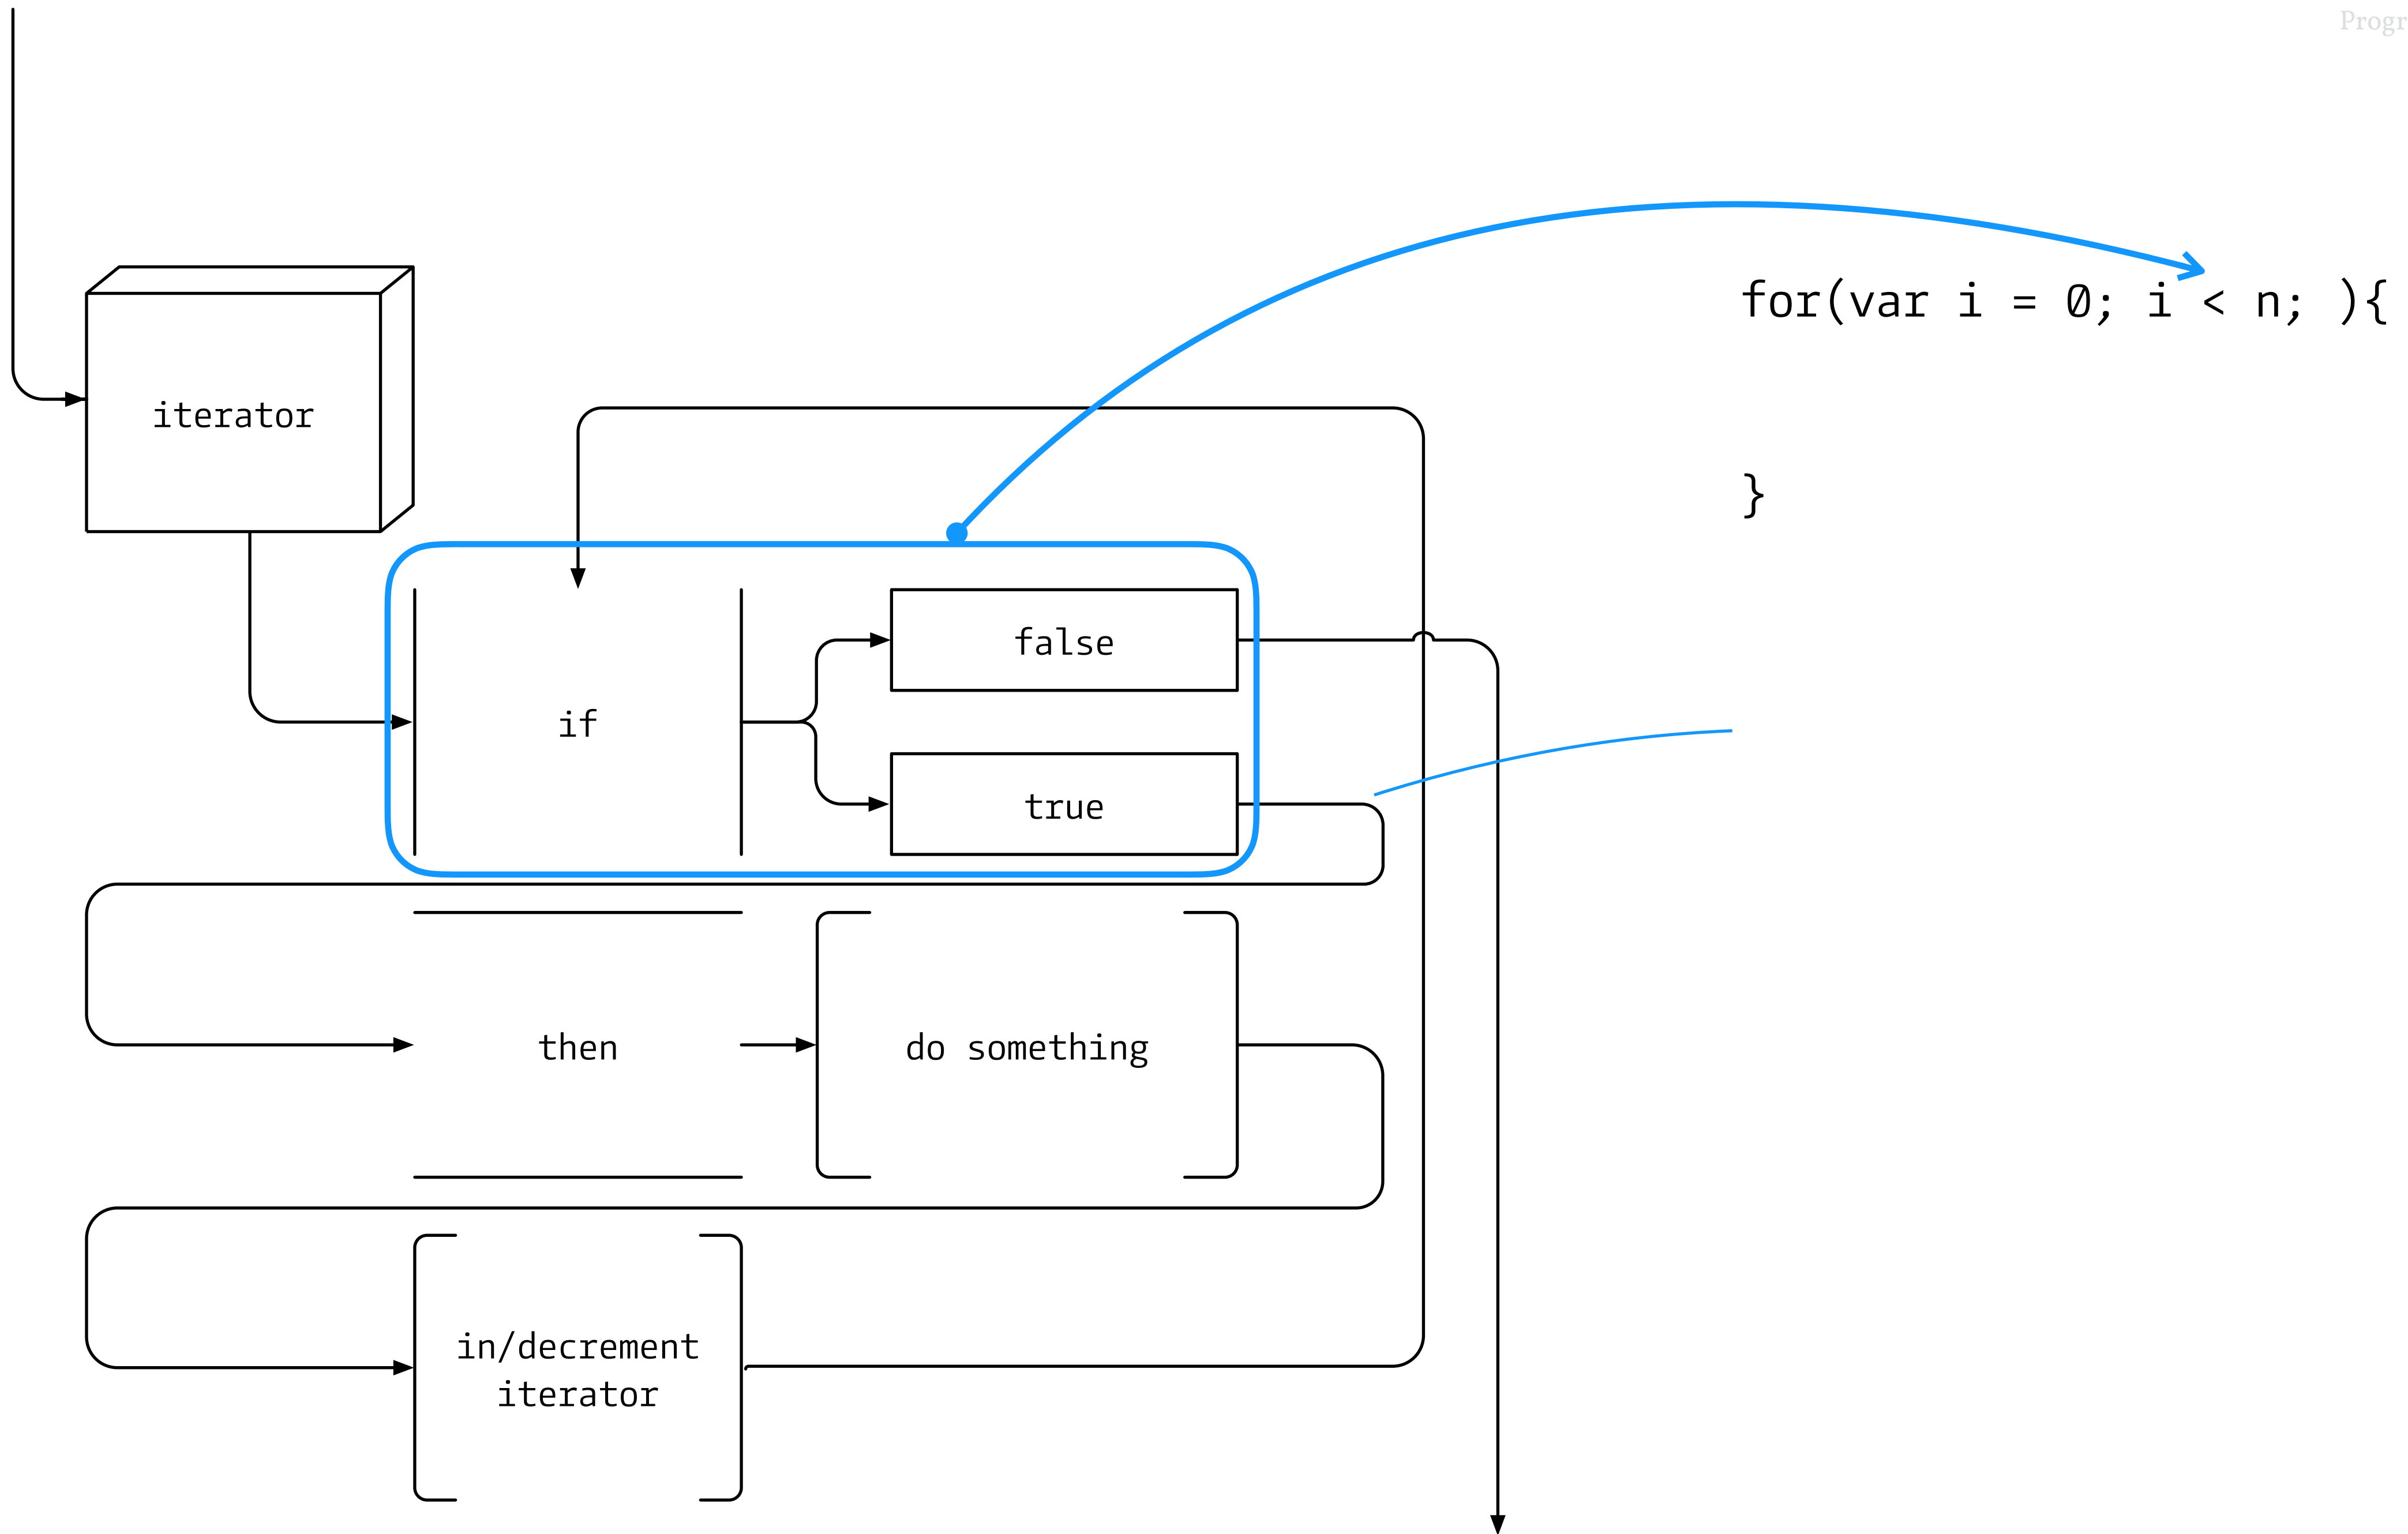 iterator
if
false
true
then
do something
in/decrement
iterator
for(var i = 0; i < n; ){
}